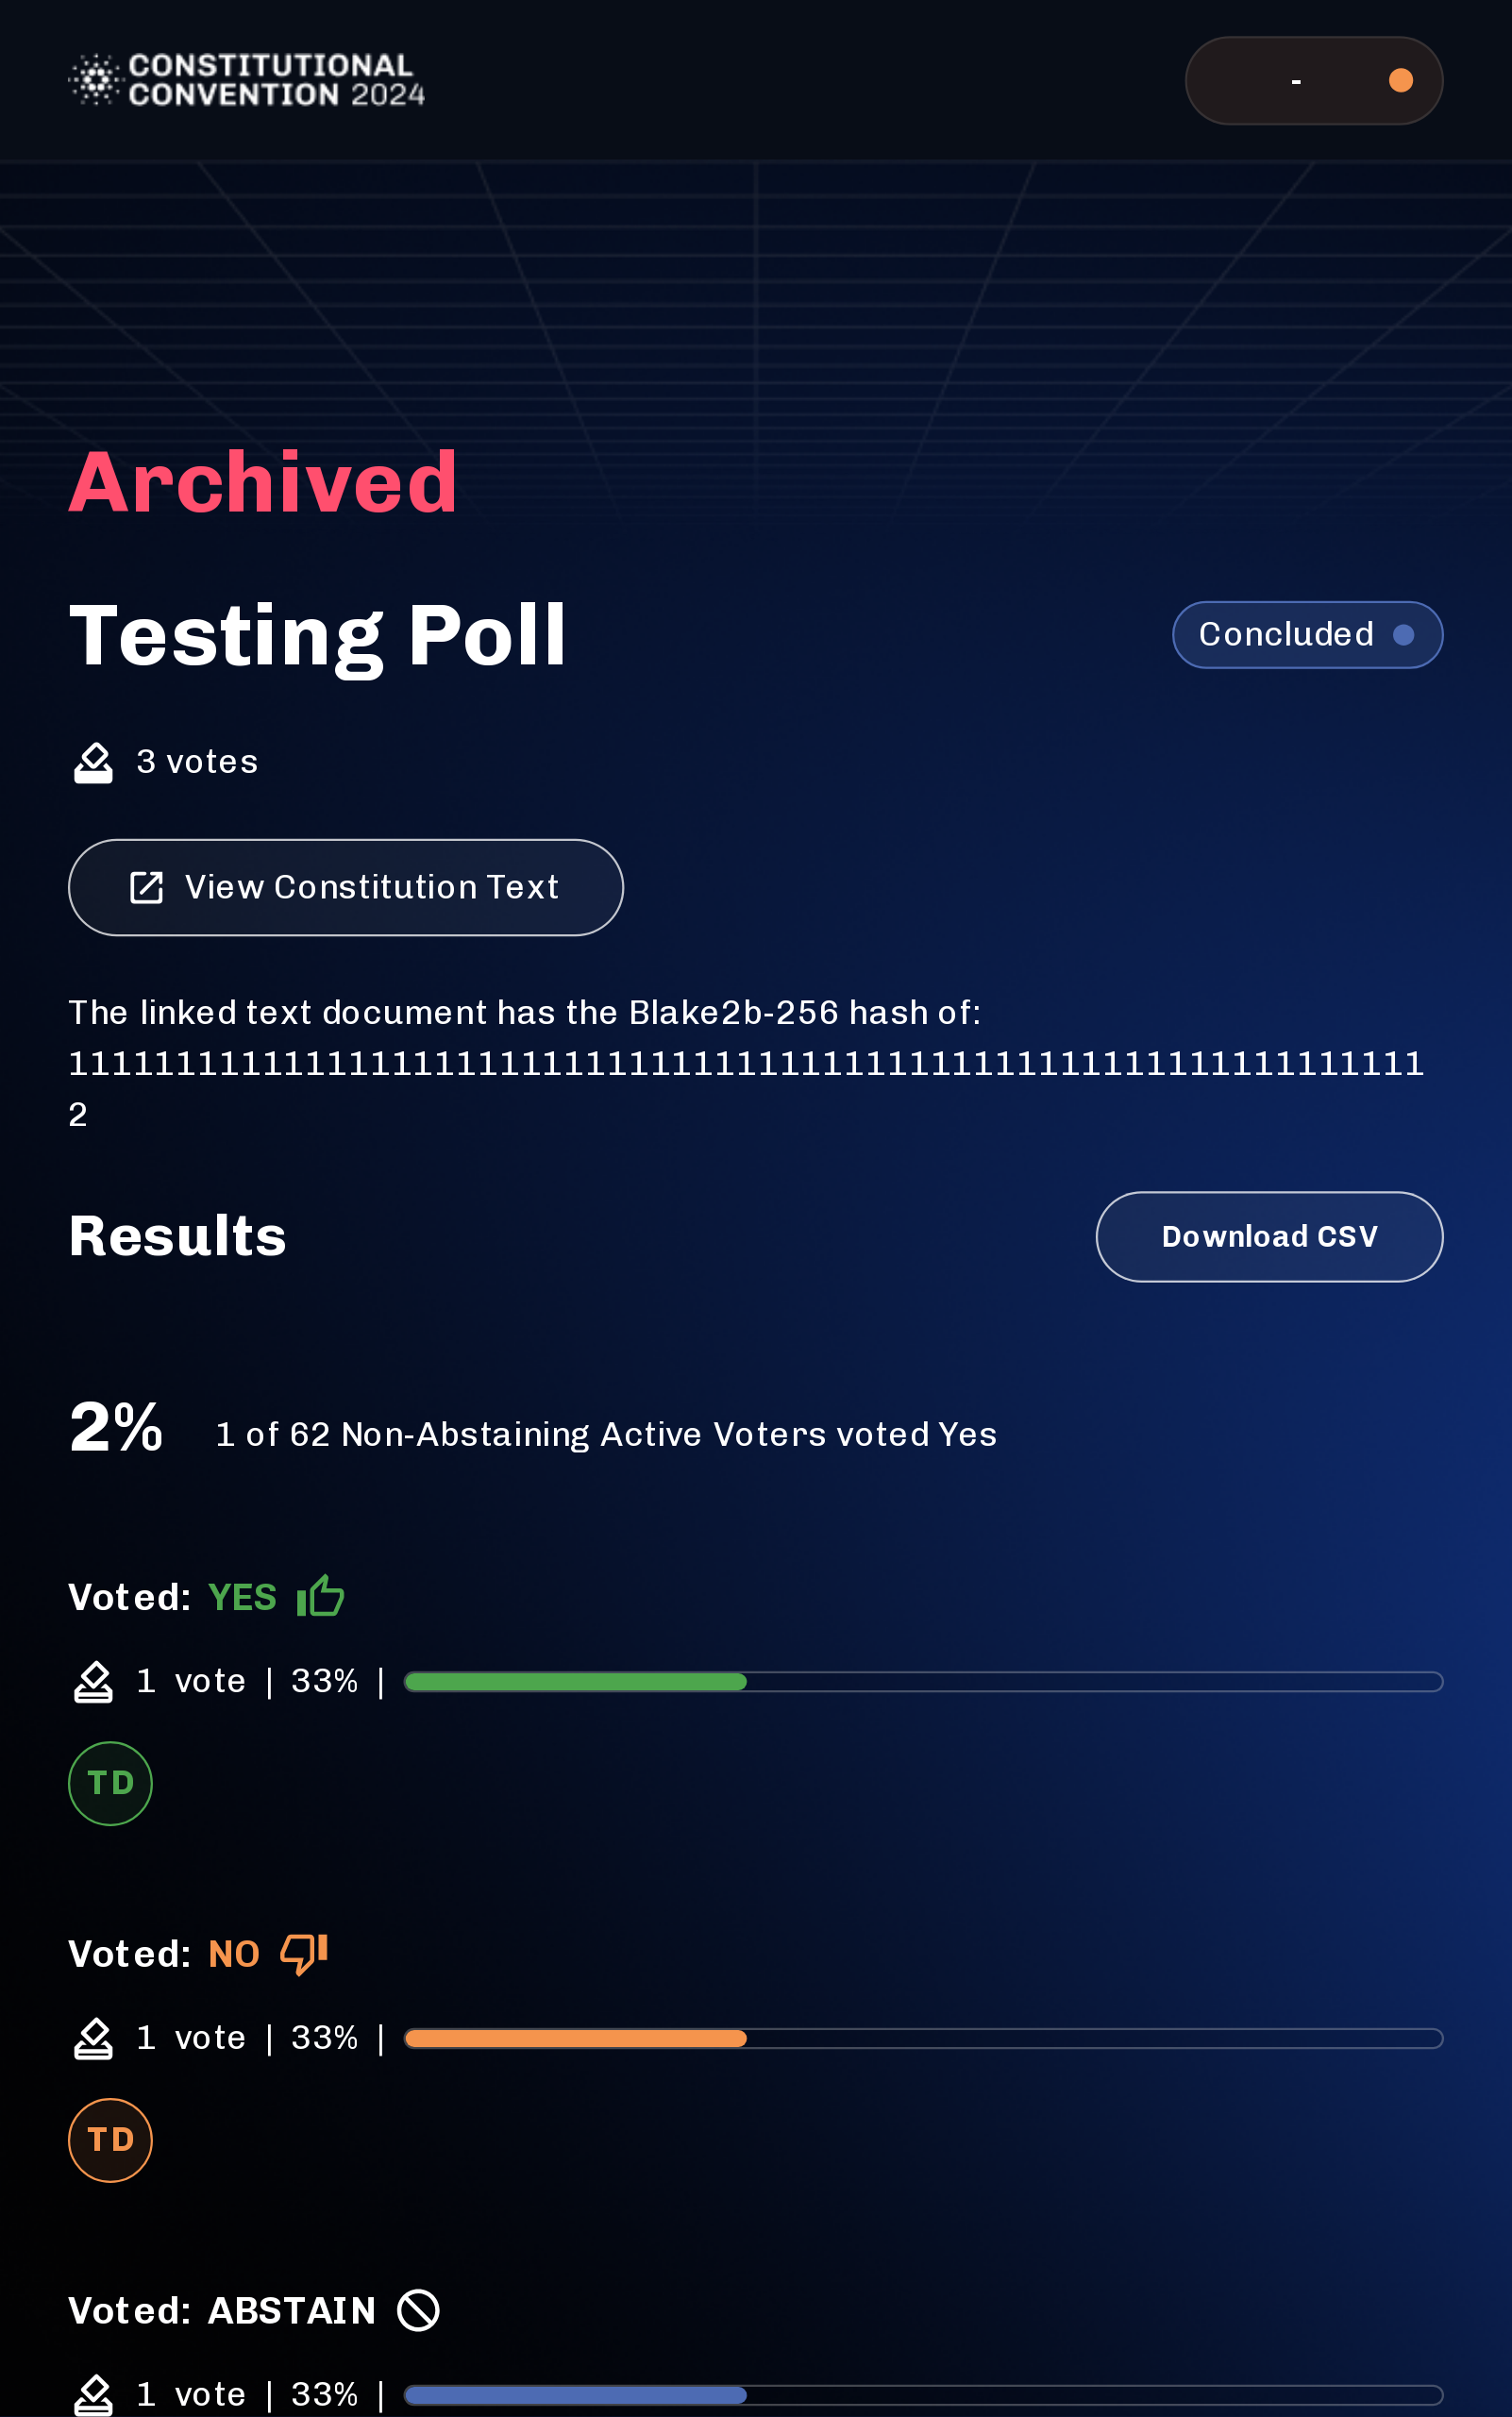 CONSTITUTIONAL
CONVENTION 2024
-
Archived
Testing Poll
Concluded
3 votes
View Constitution Text
The linked text document has the Blake2b-256 hash of:
111111111111111111111111111111111111111111111111111111111111111
2
Results
Download CSV
2%
1 of 62 Non-Abstaining Active Voters voted Yes
Voted: YES
1 vote | 33% |
TD
Voted: NO
1 vote | 33% |
TD
Voted: ABSTAIN
1 vote | 33% |